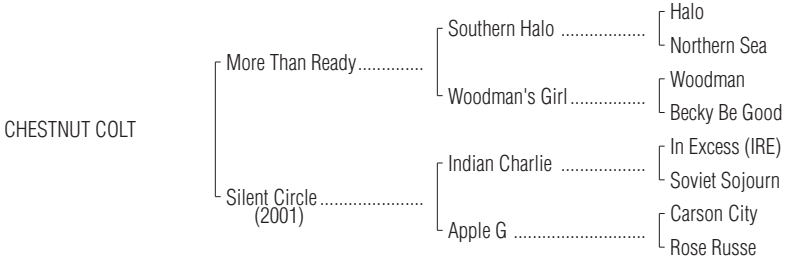 Halo
Southern Halo ..................
Northern Sea
More Than Ready..............
Woodman
Woodman's Girl................
Becky Be Good
CHESTNUT COLT
In Excess (IRE)
Indian Charlie ..................
Soviet Sojourn
Silent Circle......................
(2001)
Carson City
Apple G ............................
Rose Russe